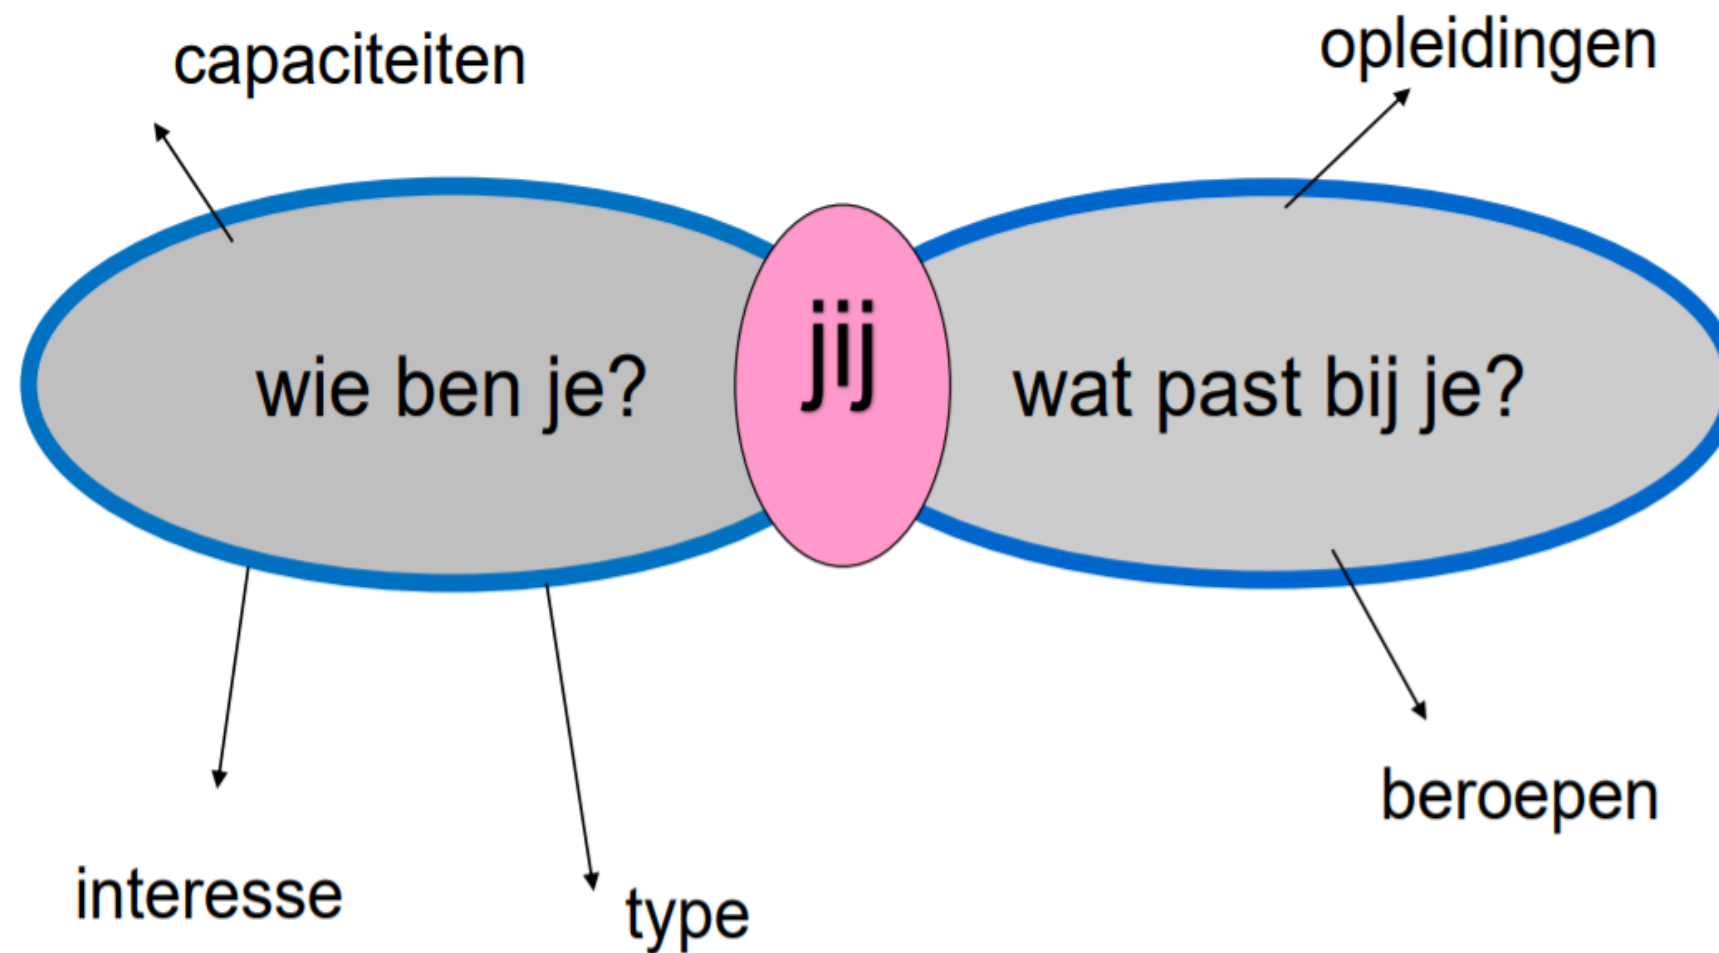 capaciteiten
opleidingen
wie ben je?
jij
wat past bij je?
interesse
type
beroepen